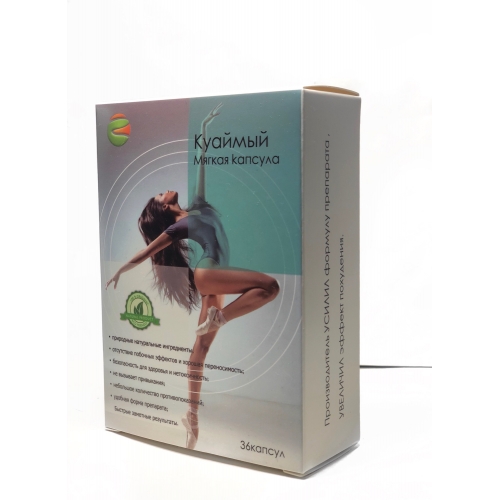 Куаймый
Мягкая капсула
• природные натуральные ингредиенты;
• отсутствие побочных эффектов и хорошая переносимость;
• безопасность для здоровья и нетоксичность;
• не вызывает привыкания;
• небольшое количество противопоказаний;
• удобная форма препарата;
Быстрые заметные результаты.
36капсул
Производитель УСИЛИЛ формулу препарата ,
УВЕЛИЧИЛ эффект похудения.